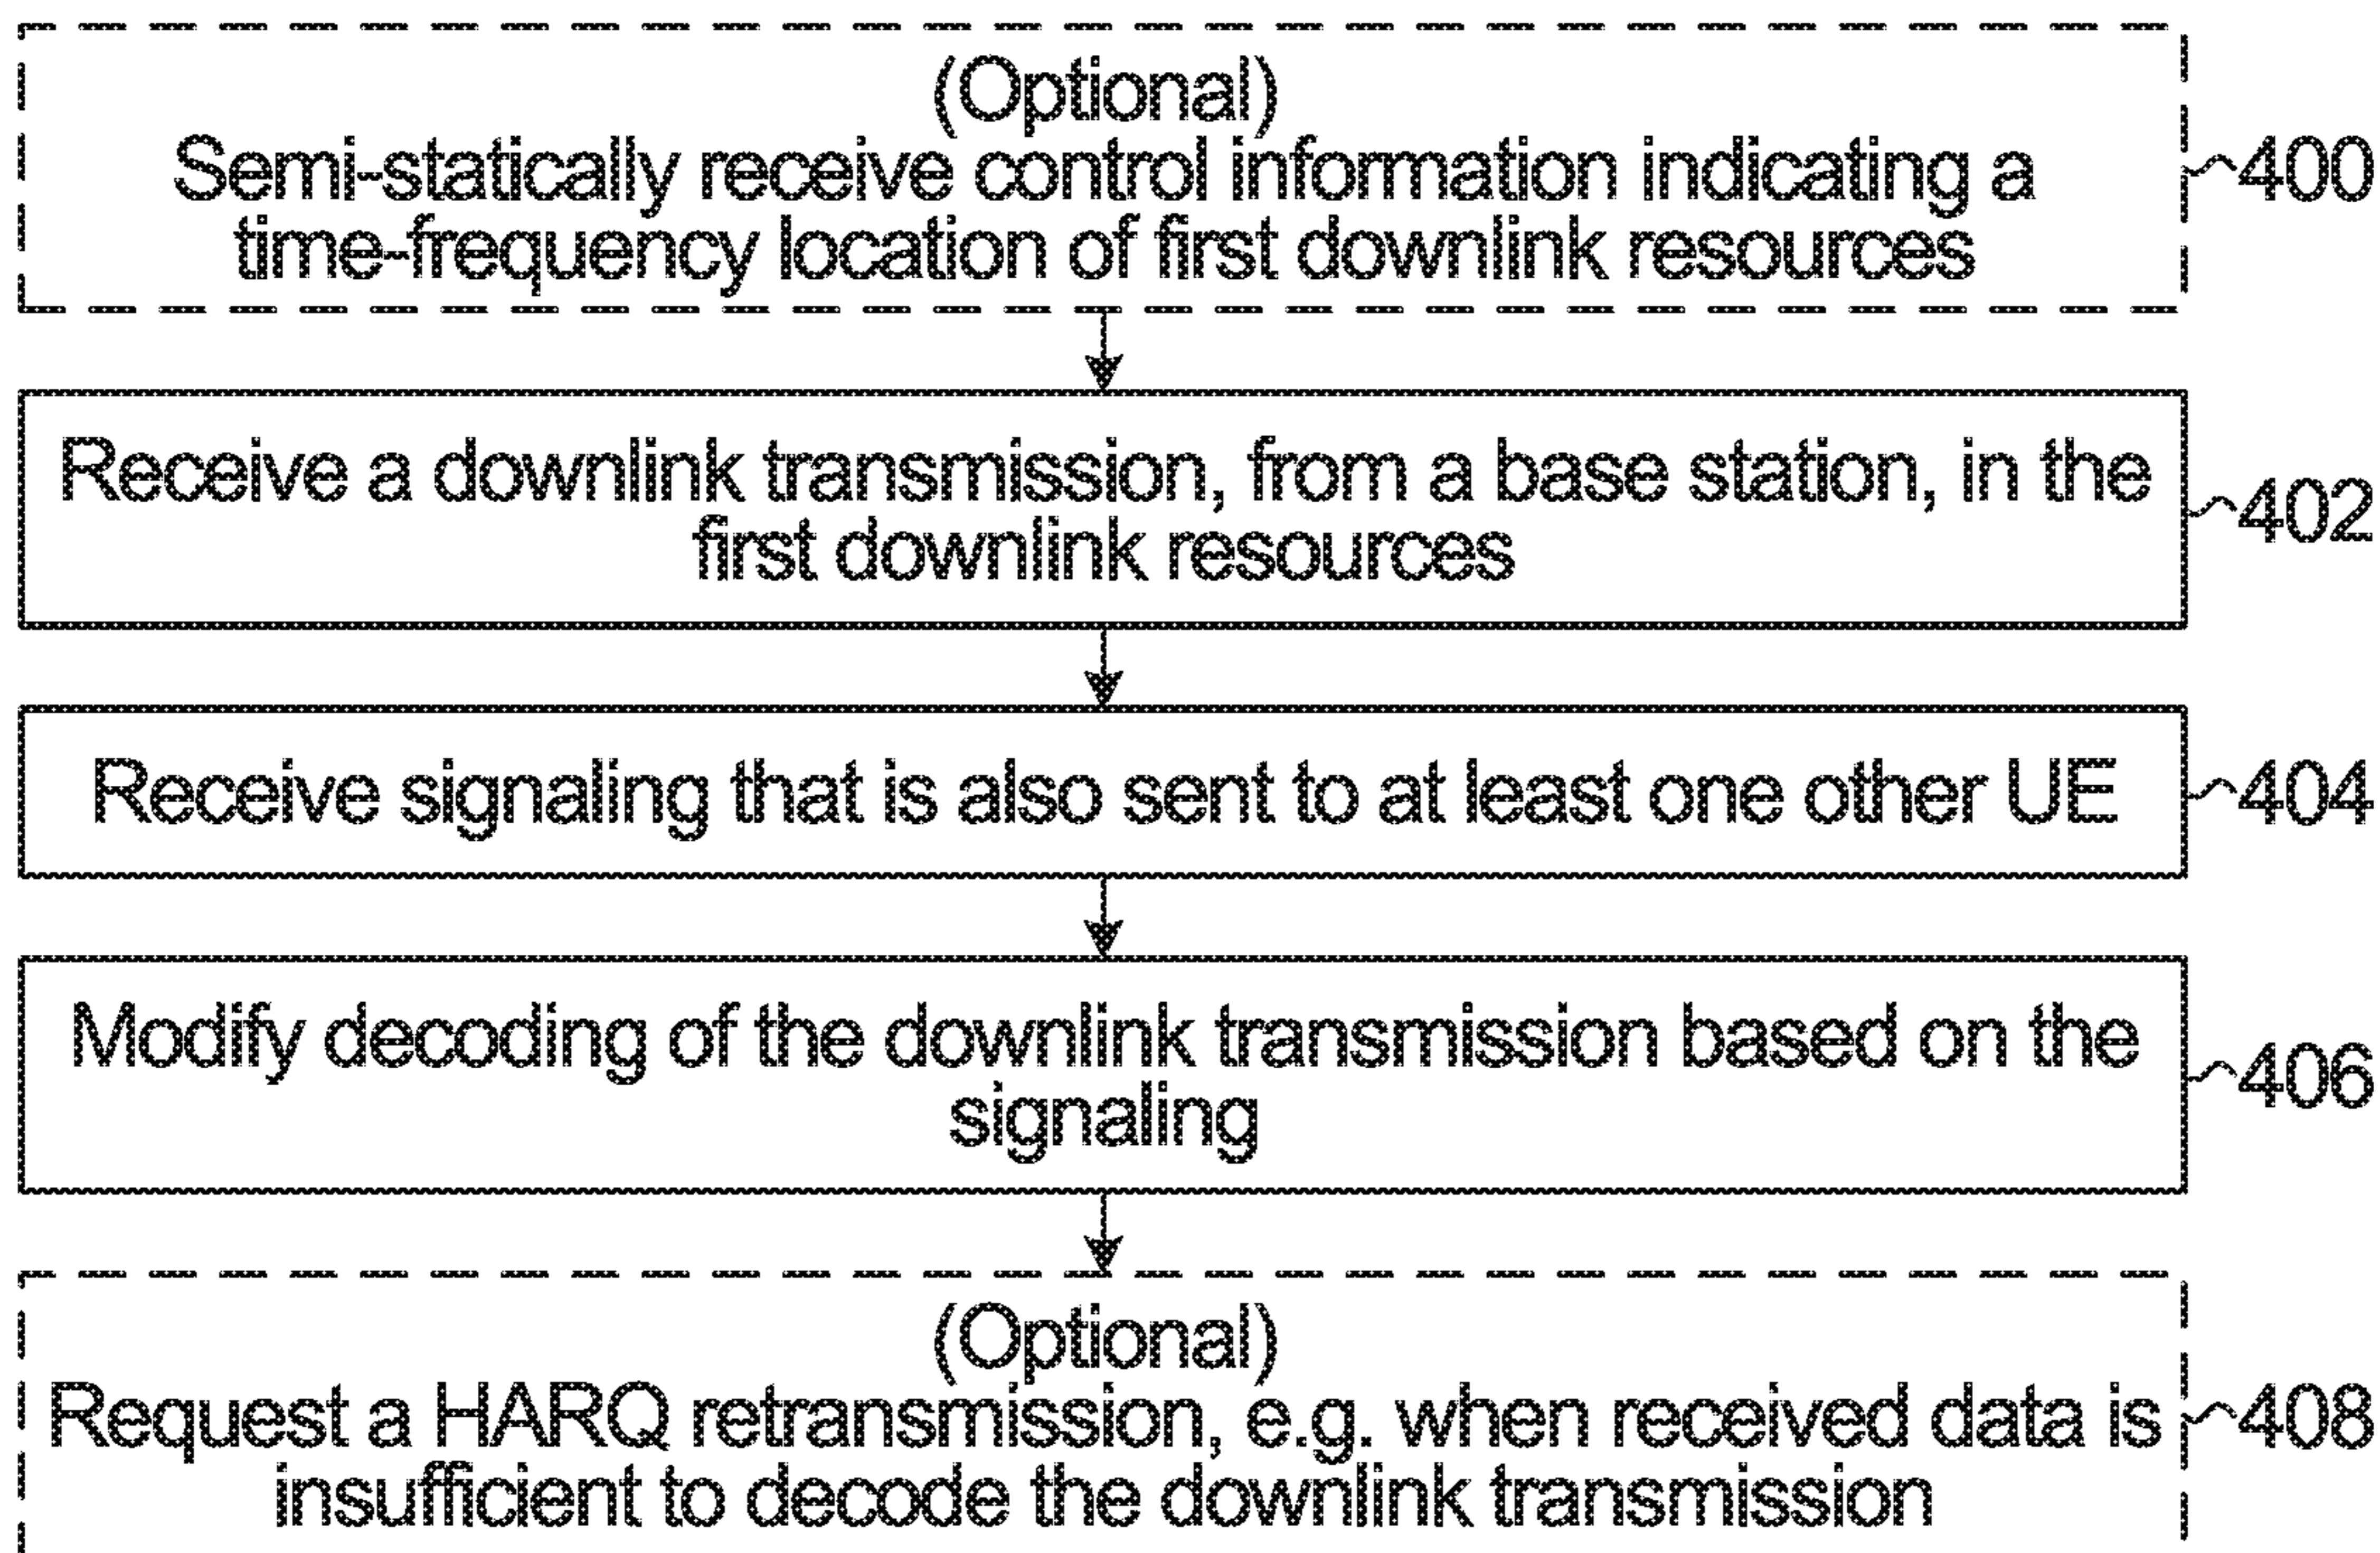 (Optional)
Semi-statically receive control information indicating a
time-frequency location of first downlink resources
400
Receive a downlink transmission, from a base station, in the
first downlink resources
402
Receive signaling that is also sent to at least one other UE
404
Modify decoding of the downlink transmission based on the
signaling
406
(Optional)
Request a HARQ retransmission, e.g. when received data is
insufficient to decode the downlink transmission
408